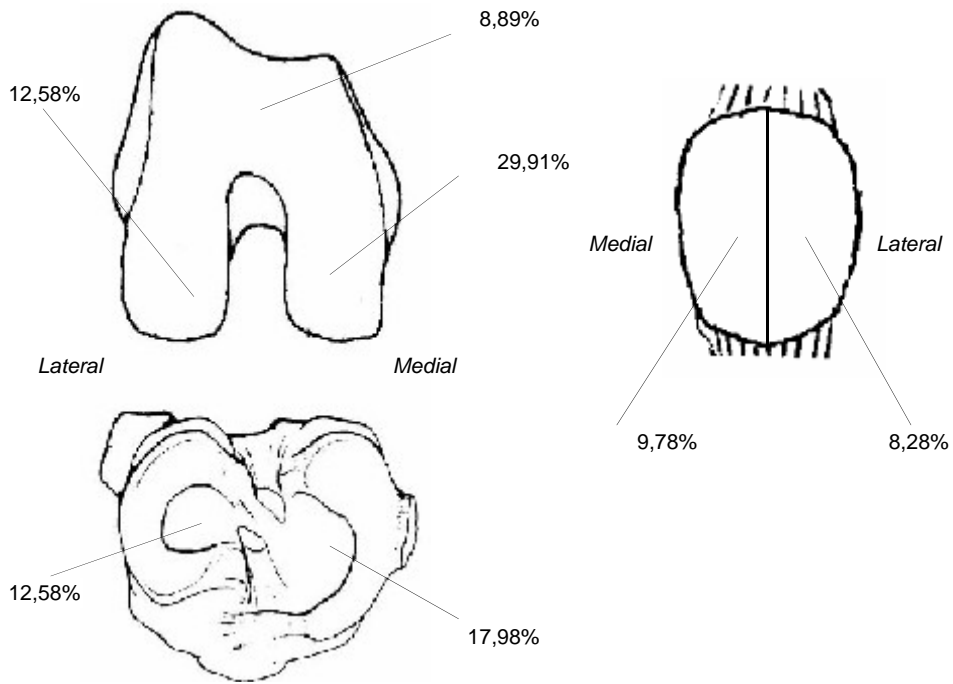 8,89%
12,58%
29,91%
Medial
Lateral
Lateral
Medial
9,78%
8,28%
12,58%
17,98%